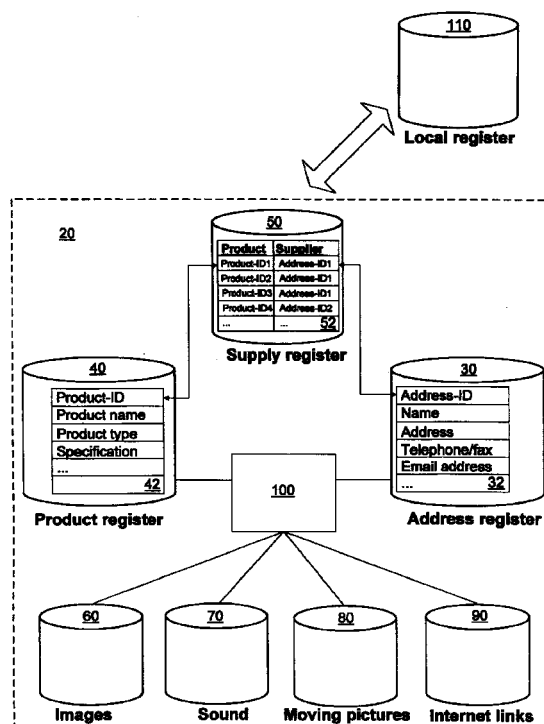 110
Local register
20
50
Product Supplier
Product-ID1 Address-ID1
Product-ID2 Address-ID1
Product-ID3 Address-ID1
Product-ID4 Address-ID2
... ... 52
Supply register
40
Product-ID
Product name
Product type
Specification
...
42
Product register
30
Address-ID
Name
Address
Telephone/fax
Email address
... 32
Address register
100
60
Images
70
Sound
80
Moving pictures
90
Internet links